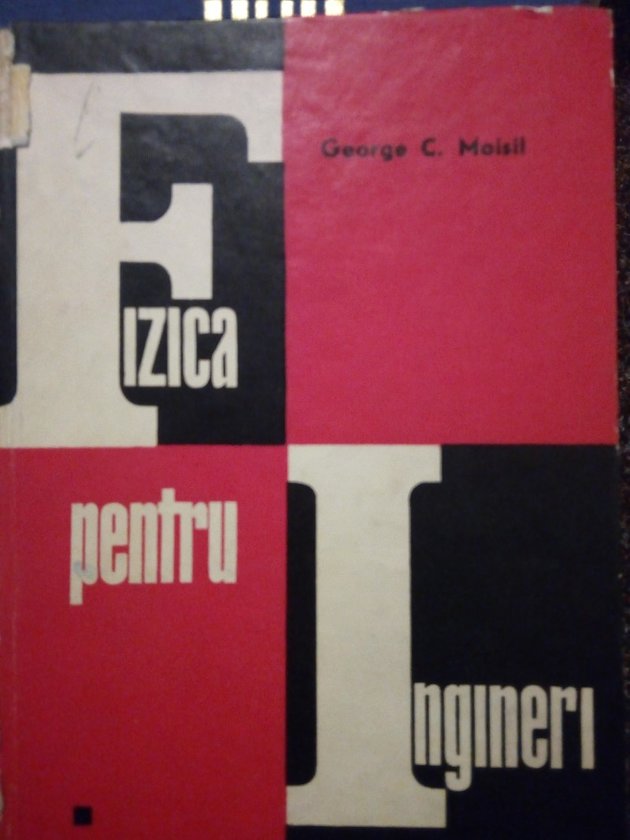 George C. Moisil
Fizica
pentru
Ingineri